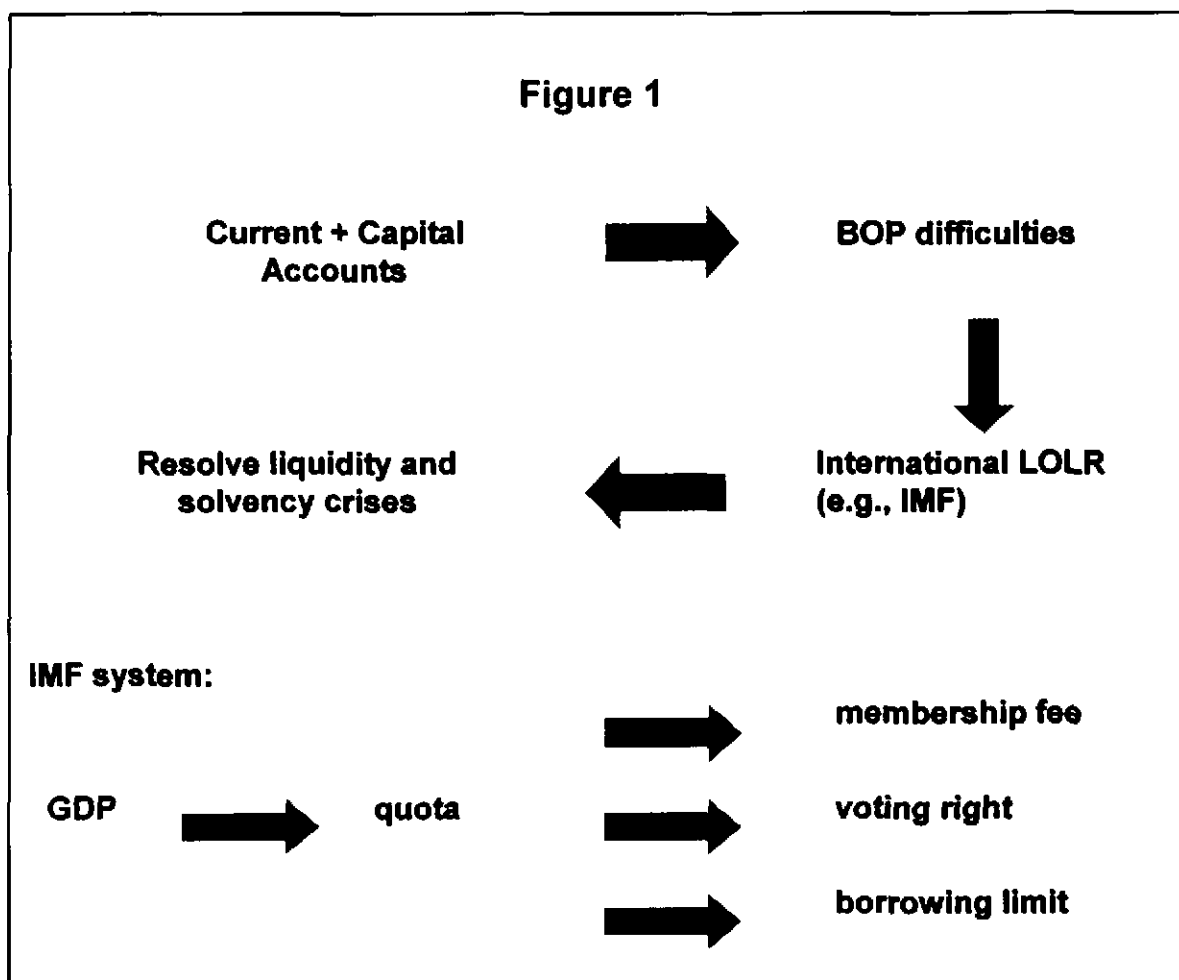 Figure 1
Current + Capital
Accounts
BOP difficulties
Resolve liquidity and
solvency crises
International LOLR
(e.g., IMF)
IMF system:
membership fee
GDP
quota
voting right
borrowing limit